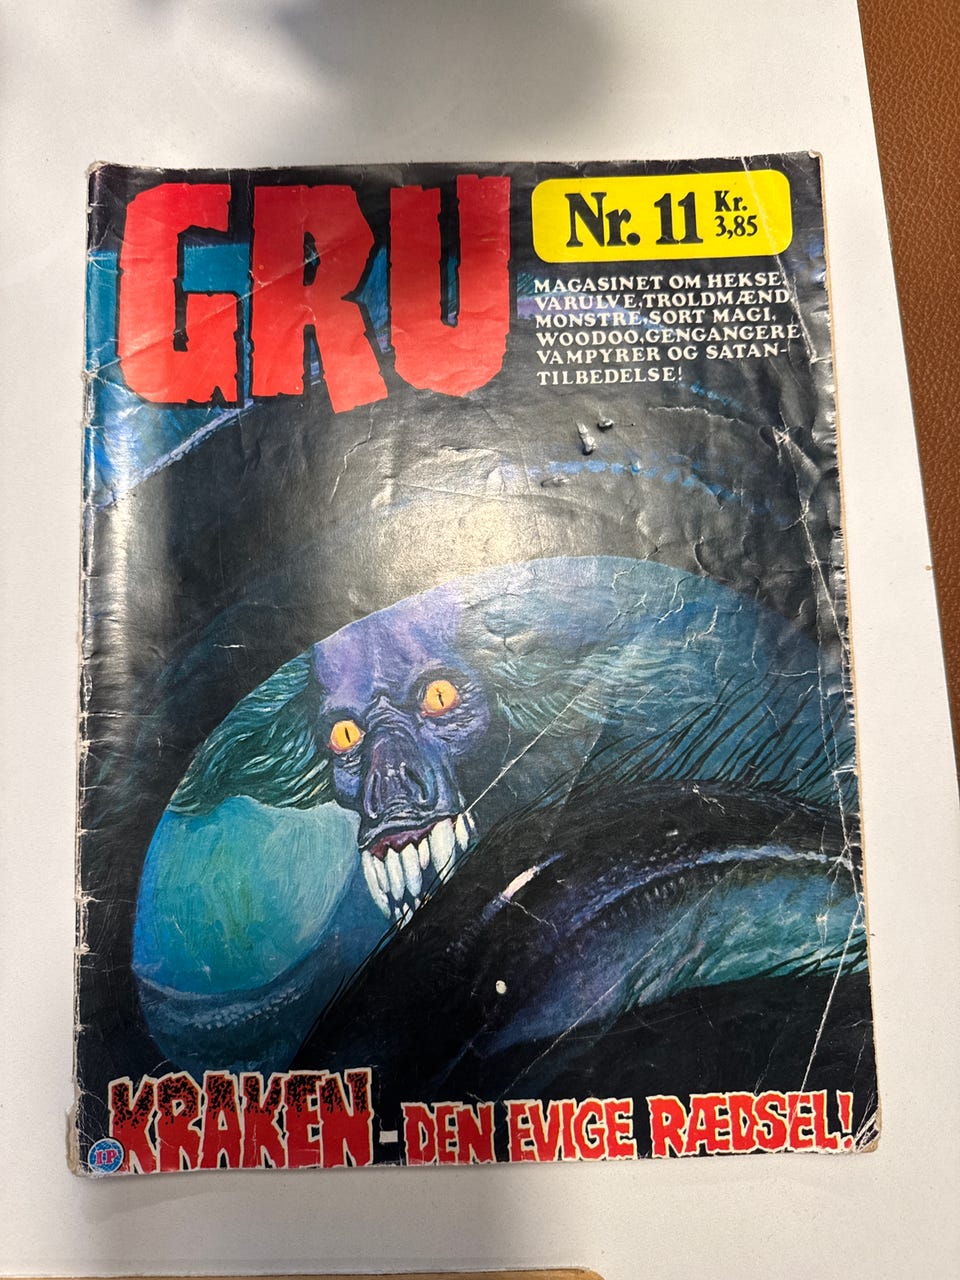 GRU
Nr. 11 Kr. 3,85
MAGASINET OM HEKSE,
VARULVE, TROLDMÆND,
MONSTRE, SORT MAGI,
WOODOO, GENGANGERE
VAMPYRER OG SATAN-
TILBEDELSE!
KRAKEN - DEN EVIGE RÆDSEL!
I.P.